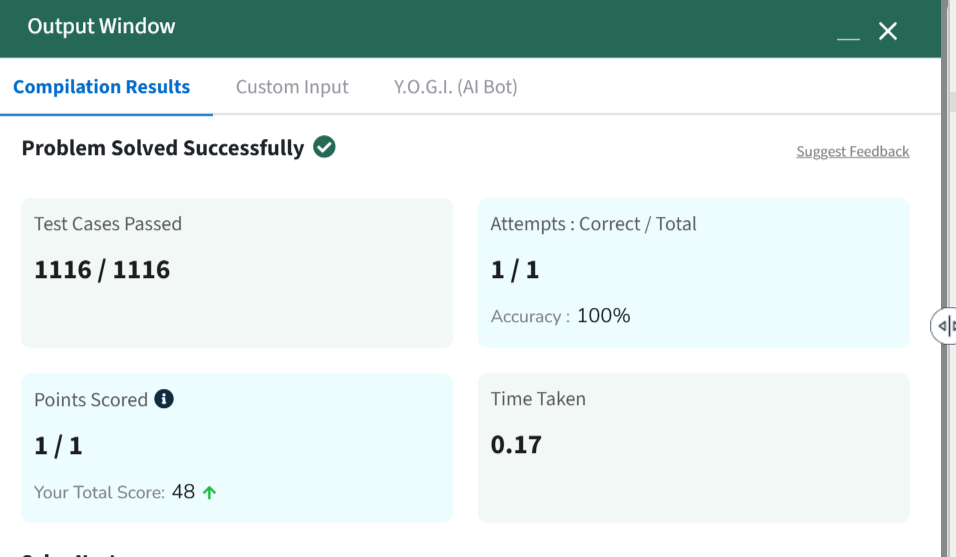 Output Window
Compilation Results
Custom Input
Y.O.G.I. (AI Bot)
Problem Solved Successfully
Suggest Feedback
Test Cases Passed
1116 / 1116
Attempts : Correct / Total
1 / 1
Accuracy : 100%
Points Scored
1 / 1
Your Total Score: 48
Time Taken
0.17